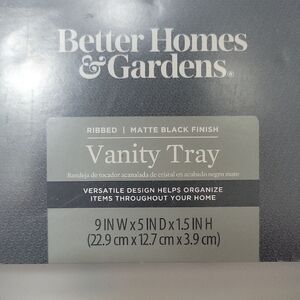 Better Homes
& Gardens®
RIBBED | MATTE BLACK FINISH
Vanity Tray
Bandeja de tocador acanalada de cristal en acabado negro mate
VERSATILE DESIGN HELPS ORGANIZE
ITEMS THROUGHOUT YOUR HOME
9 IN W x 5 IN D x 1.5 IN H
(22.9 cm x 12.7 cm x 3.9 cm)